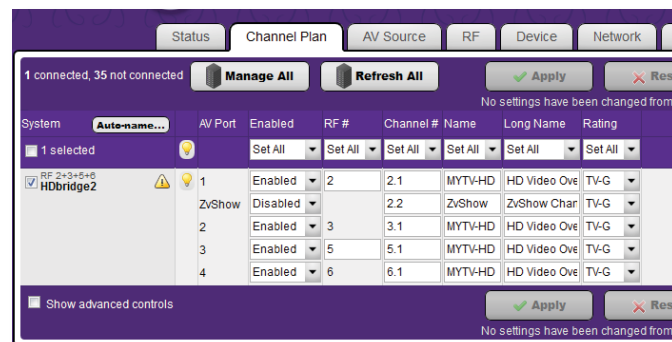 Status Channel Plan AV Source RF Device Network
1 connected, 35 not connected Manage All Refresh All Apply Res
No settings have been changed from
System Auto-name... AV Port Enabled RF # Channel # Name Long Name Rating
1 selected Set All Set All Set All Set All Set All Set All
RF 2+3+5+6
HDbridge2 1 Enabled 2 2.1 MYTV-HD HD Video Ove TV-G
ZvShow Disabled 2.2 ZvShow ZvShow Chan TV-G
2 Enabled 3 3.1 MYTV-HD HD Video Ove TV-G
3 Enabled 5 5.1 MYTV-HD HD Video Ove TV-G
4 Enabled 6 6.1 MYTV-HD HD Video Ove TV-G
Show advanced controls Apply Res
No settings have been changed from